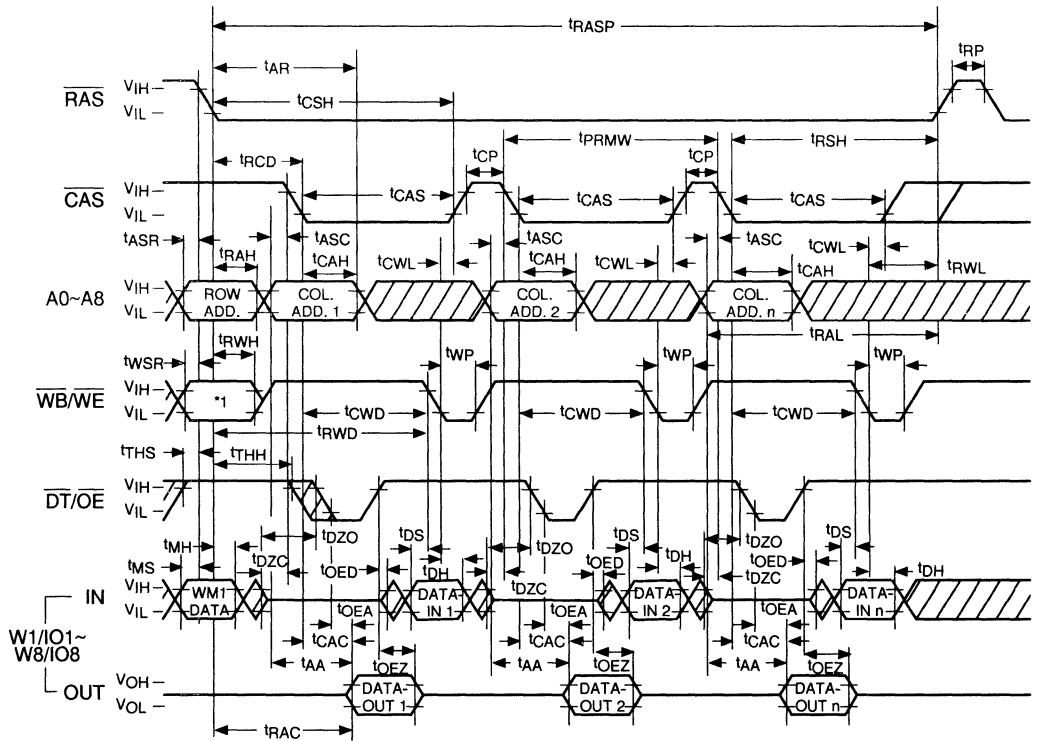 tRASP
tAR
tRP
RAS
VIH
VIL
tCSH
tPRMW
tRSH
tRCD
tCP
tCP
CAS
VIH
VIL
tCAS
tCAS
tCAS
tASR
tRAH
tASC
tCAH
tCWL
tASC
tCAH
tCWL
tASC
tCAH
tCWL
tRWL
A0~A8
VIH
VIL
ROW ADD.
COL. ADD. 1
COL. ADD. 2
COL. ADD. n
tRWH
tRAL
tWSR
tWP
tWP
tWP
WB/WE
VIH
VIL
*1
tCWD
tCWD
tCWD
tRWD
tTHS
tTHH
DT/OE
VIH
VIL
tMH
tDZC
tDZO
tDS
tDZO
tDS
tDZO
tDS
tMS
tOED
tDH
tDZC
tOED
tDH
tDZC
tOED
tDH
IN
VIH
VIL
WM1 DATA
DATA-IN 1
DATA-IN 2
DATA-IN n
tOEA
tOEA
tOEA
W1/IO1~
W8/IO8
tCAC
tCAC
tCAC
tAA
tOEZ
tAA
tOEZ
tAA
tOEZ
OUT
VOH
VOL
DATA-OUT 1
DATA-OUT 2
DATA-OUT n
tRAC